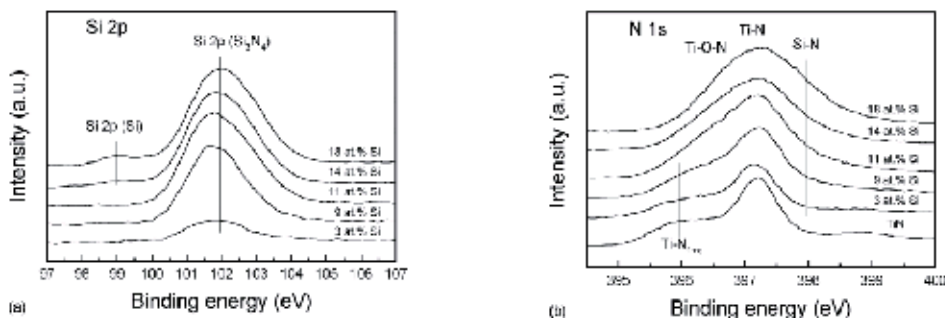 Si 2p
Si 2p (Si₃N₄)
Si 2p (Si)
18 at.% Si
14 at.% Si
11 at.% Si
9 at.% Si
3 at.% Si
Intensity (a.u.)
97 98 99 100 101 102 103 104 105 106 107
Binding energy (eV)
(a)
N 1s
Ti-N
Ti-O-N
Si-N
18 at.% Si
14 at.% Si
11 at.% Si
9 at.% Si
3 at.% Si
TiN
Ti-N
Intensity (a.u.)
395 396 397 398 399 400
Binding energy (eV)
(b)